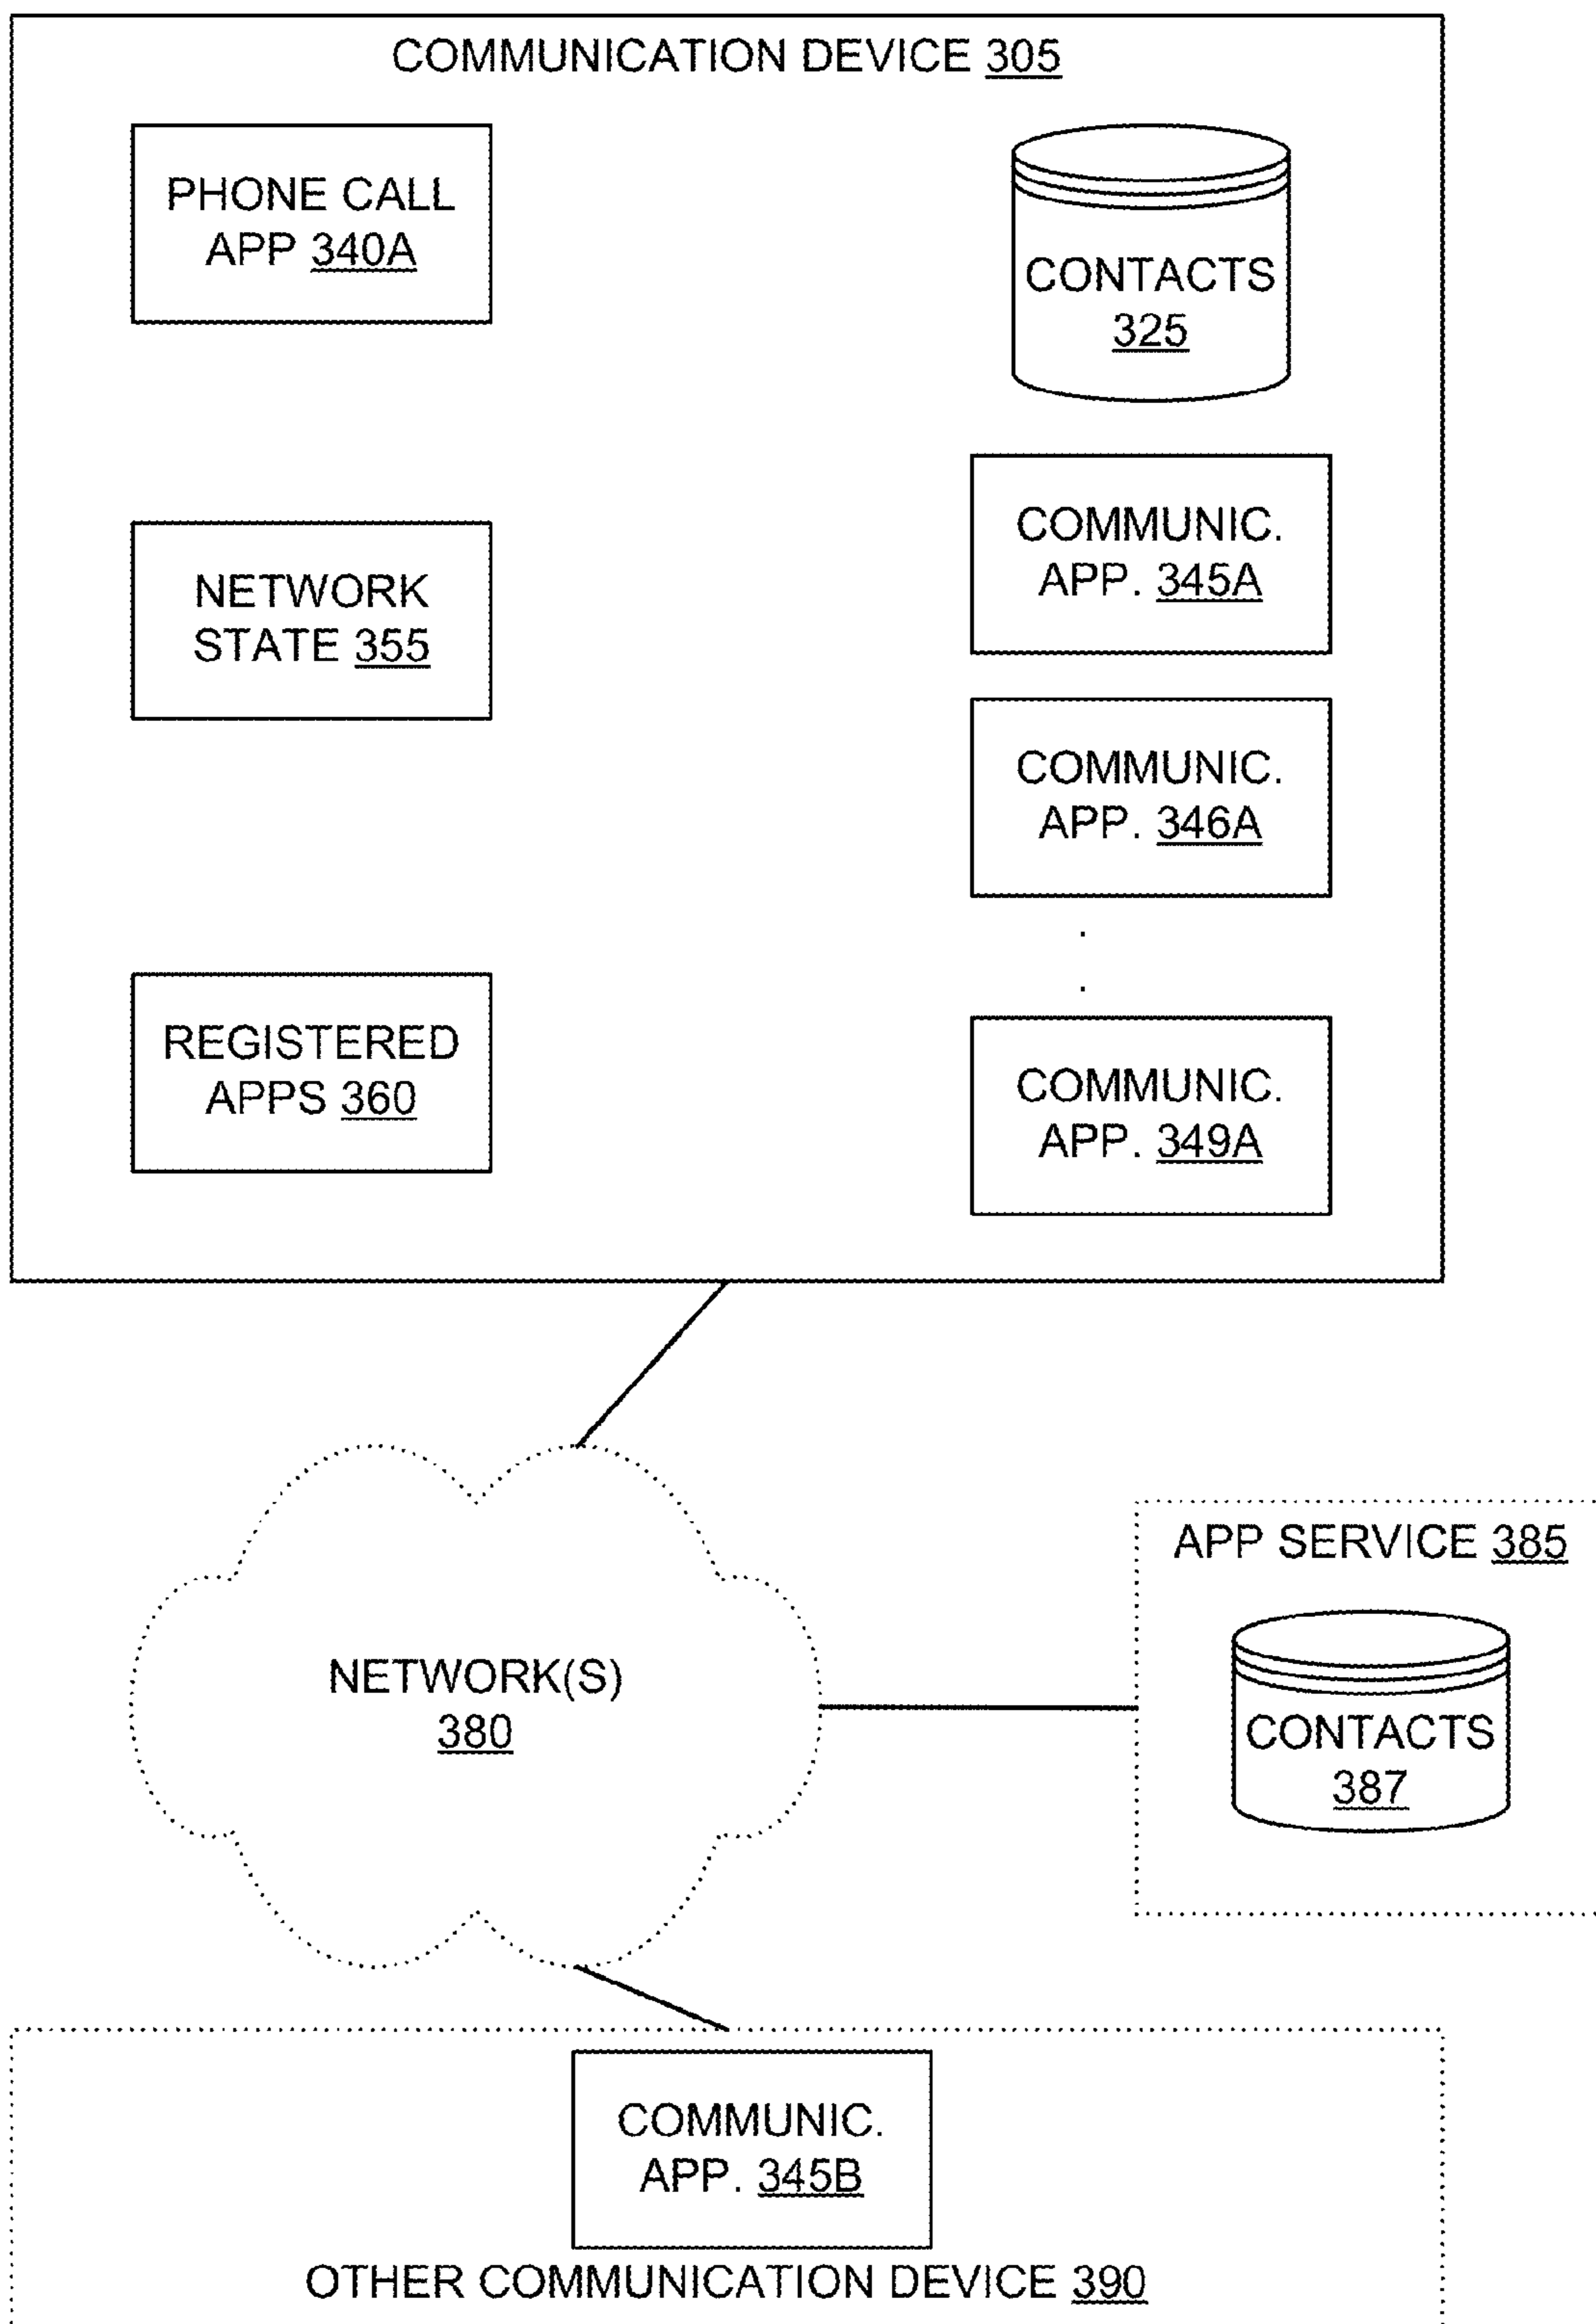 COMMUNICATION DEVICE 305
PHONE CALL
APP 340A
CONTACTS
325
NETWORK
STATE 355
COMMUNIC.
APP. 345A
COMMUNIC.
APP. 346A
.
.
REGISTERED
APPS 360
COMMUNIC.
APP. 349A
NETWORK(S)
380
APP SERVICE 385
CONTACTS
387
COMMUNIC.
APP. 345B
OTHER COMMUNICATION DEVICE 390